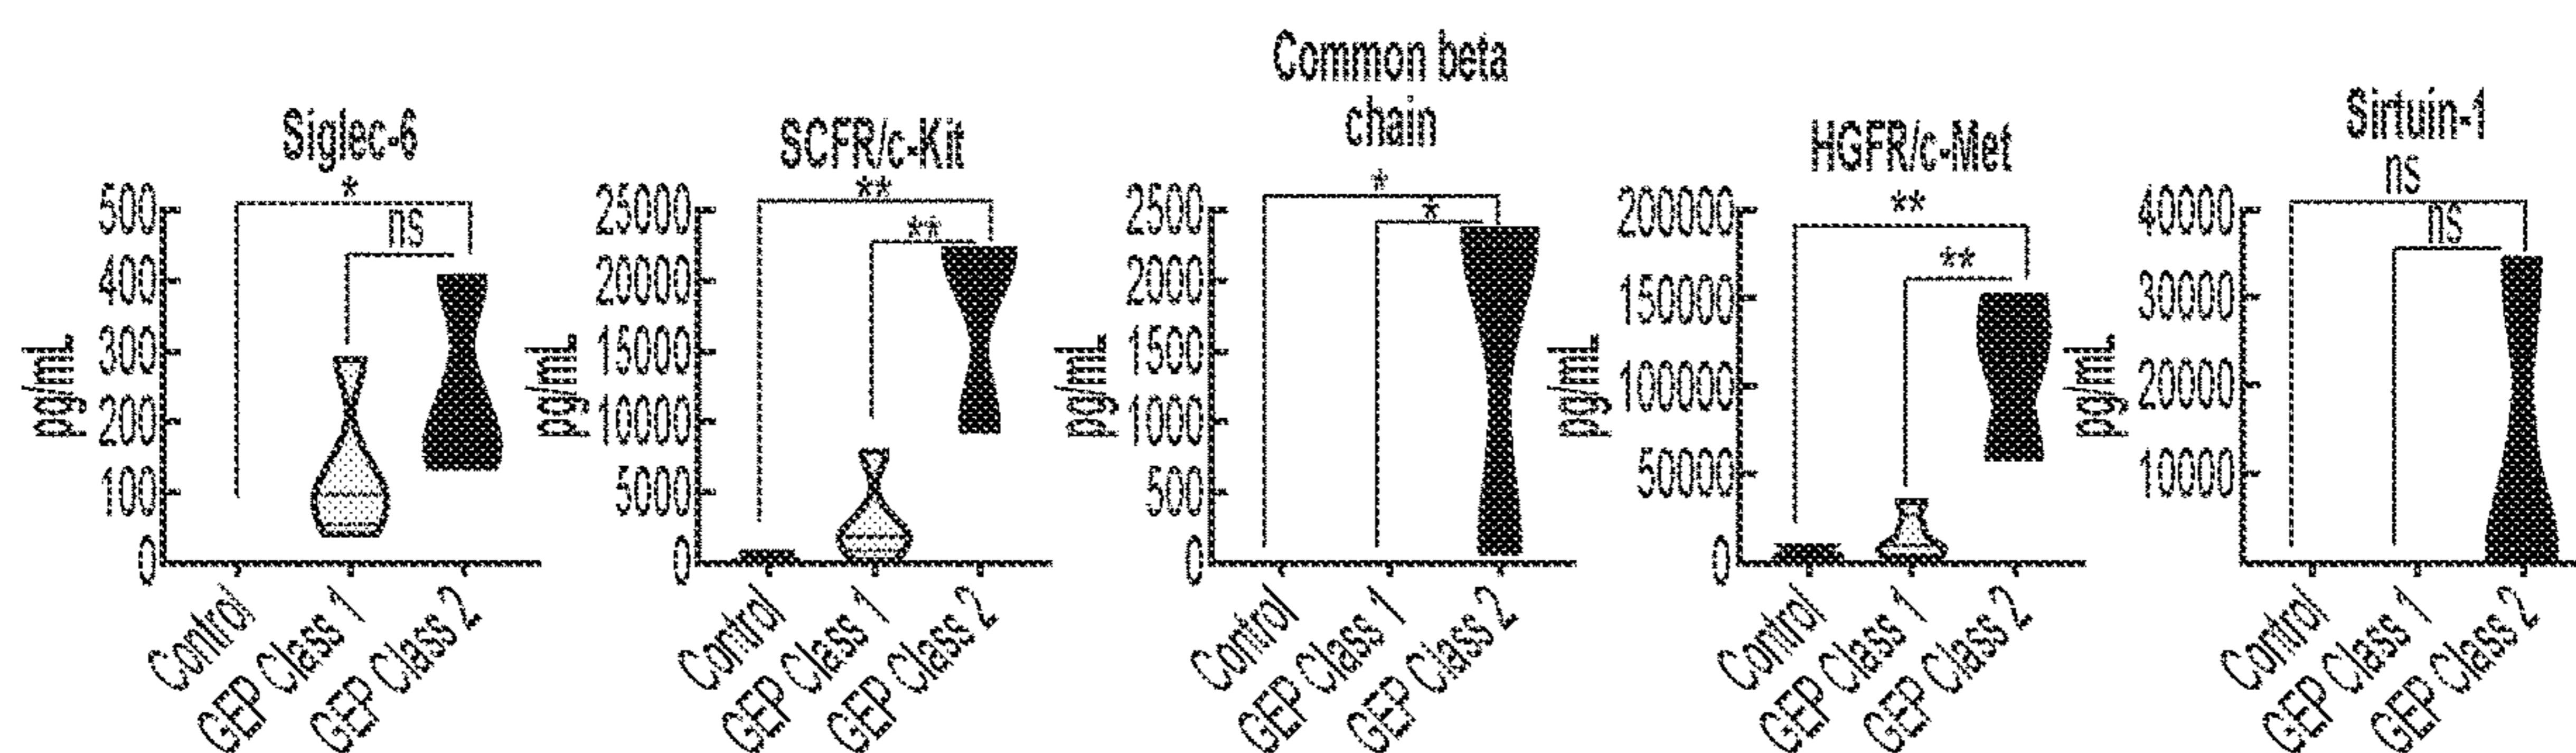 Siglec-6
*
ns
500
400
300
200
100
0
pg/mL
Control
GEP Class 1
GEP Class 2
SCFR/c-Kit
**
**
25000
20000
15000
10000
5000
0
pg/mL
Control
GEP Class 1
GEP Class 2
Common beta
chain
*
*
2500
2000
1500
1000
500
0
pg/mL
Control
GEP Class 1
GEP Class 2
HGFR/c-Met
**
**
200000
150000
100000
50000
0
pg/mL
Control
GEP Class 1
GEP Class 2
Sirtuin-1
ns
ns
40000
30000
20000
10000
pg/mL
Control
GEP Class 1
GEP Class 2